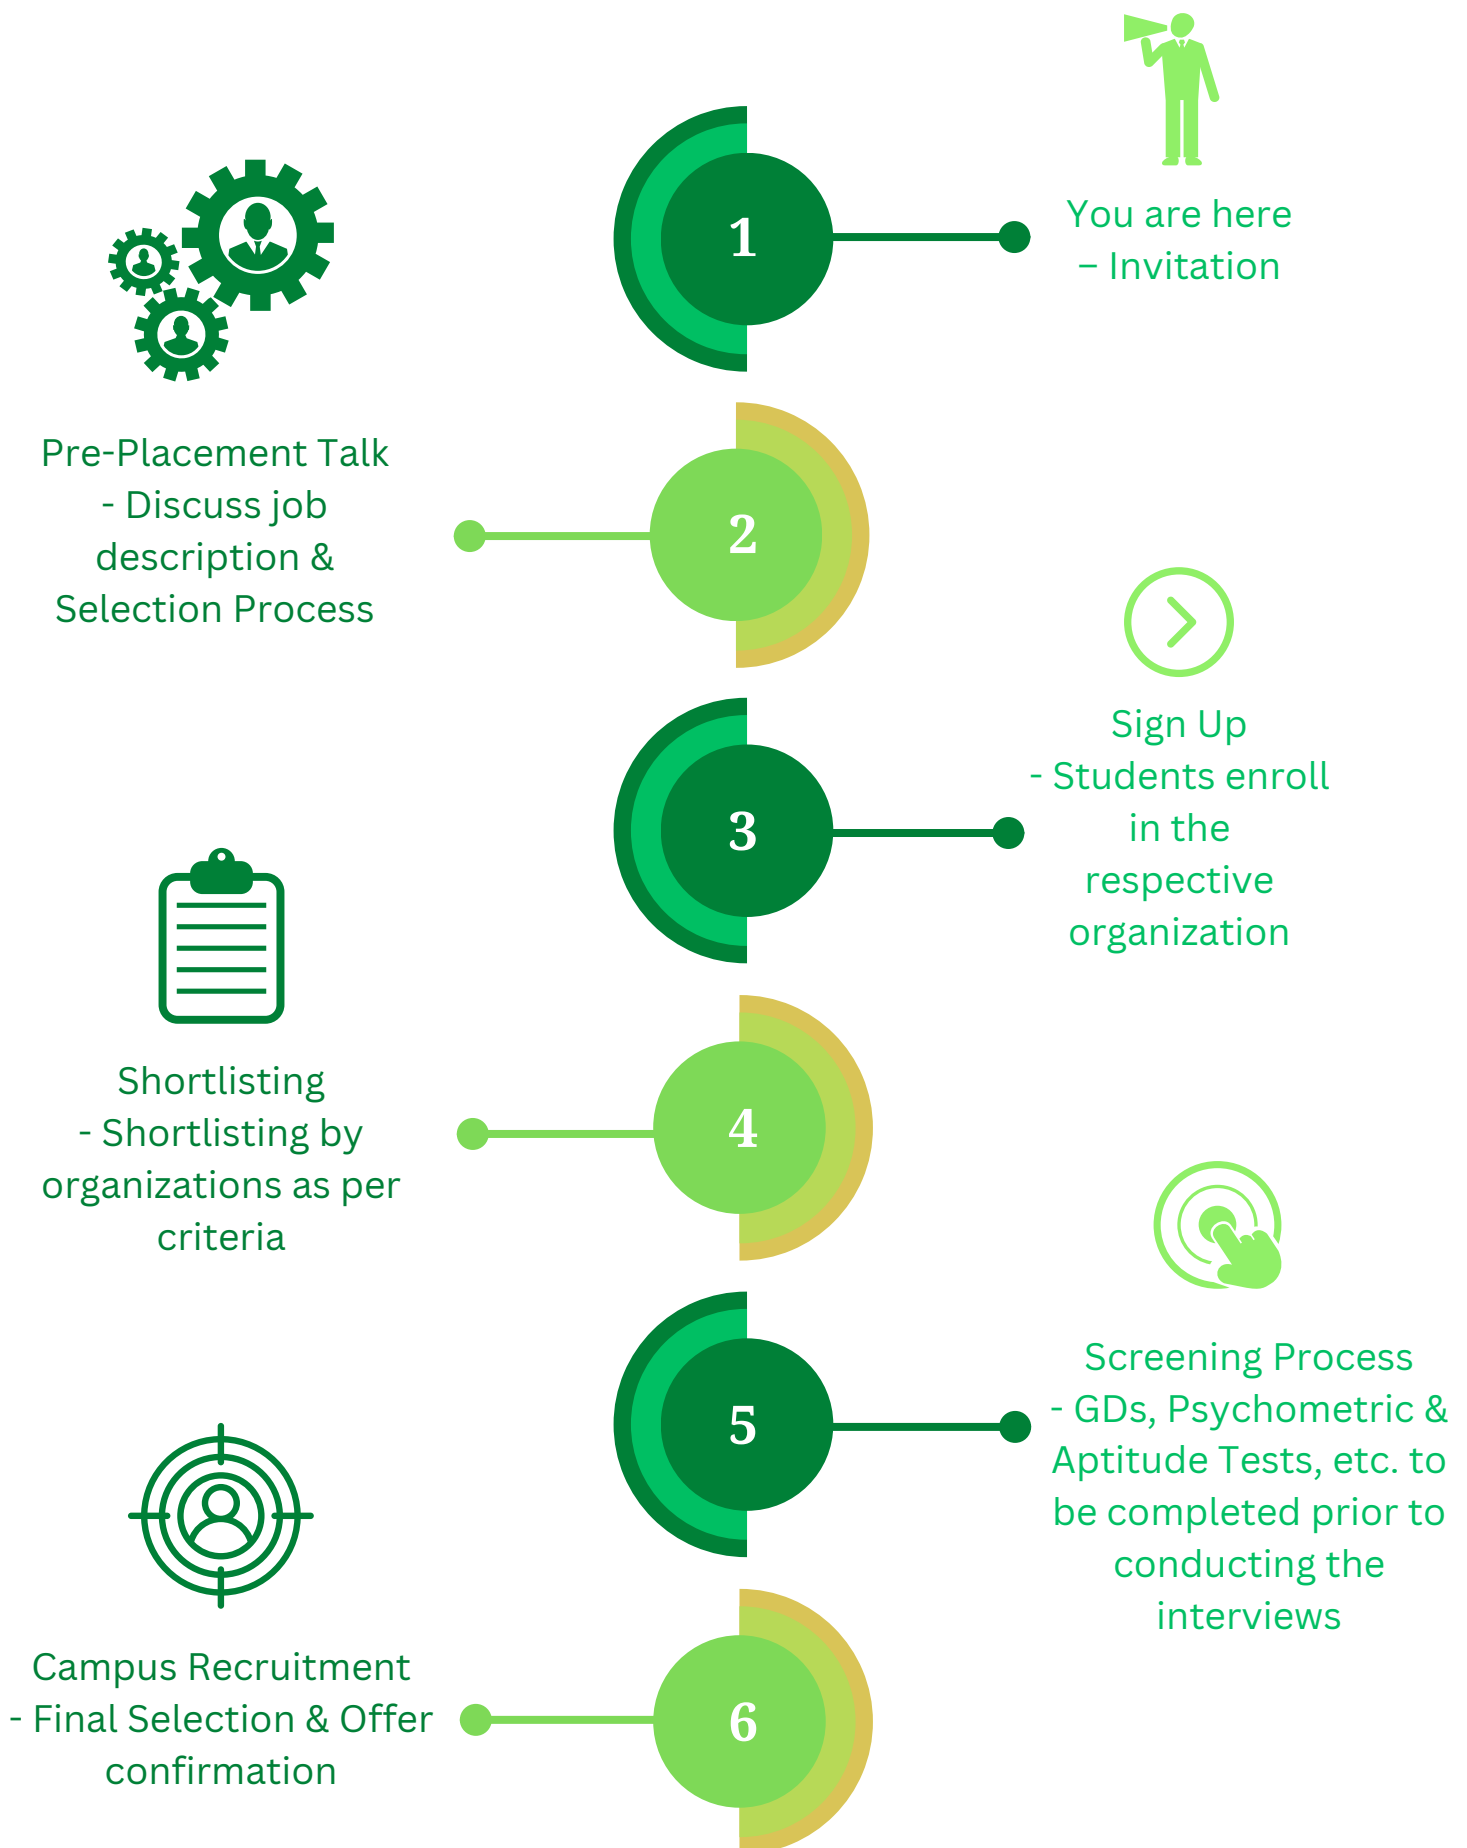 1
You are here
– Invitation
Pre-Placement Talk
- Discuss job
description &
Selection Process
2
3
Sign Up
- Students enroll
in the
respective
organization
Shortlisting
- Shortlisting by
organizations as per
criteria
4
5
Screening Process
- GDs, Psychometric &
Aptitude Tests, etc. to
be completed prior to
conducting the
interviews
Campus Recruitment
- Final Selection & Offer
confirmation
6